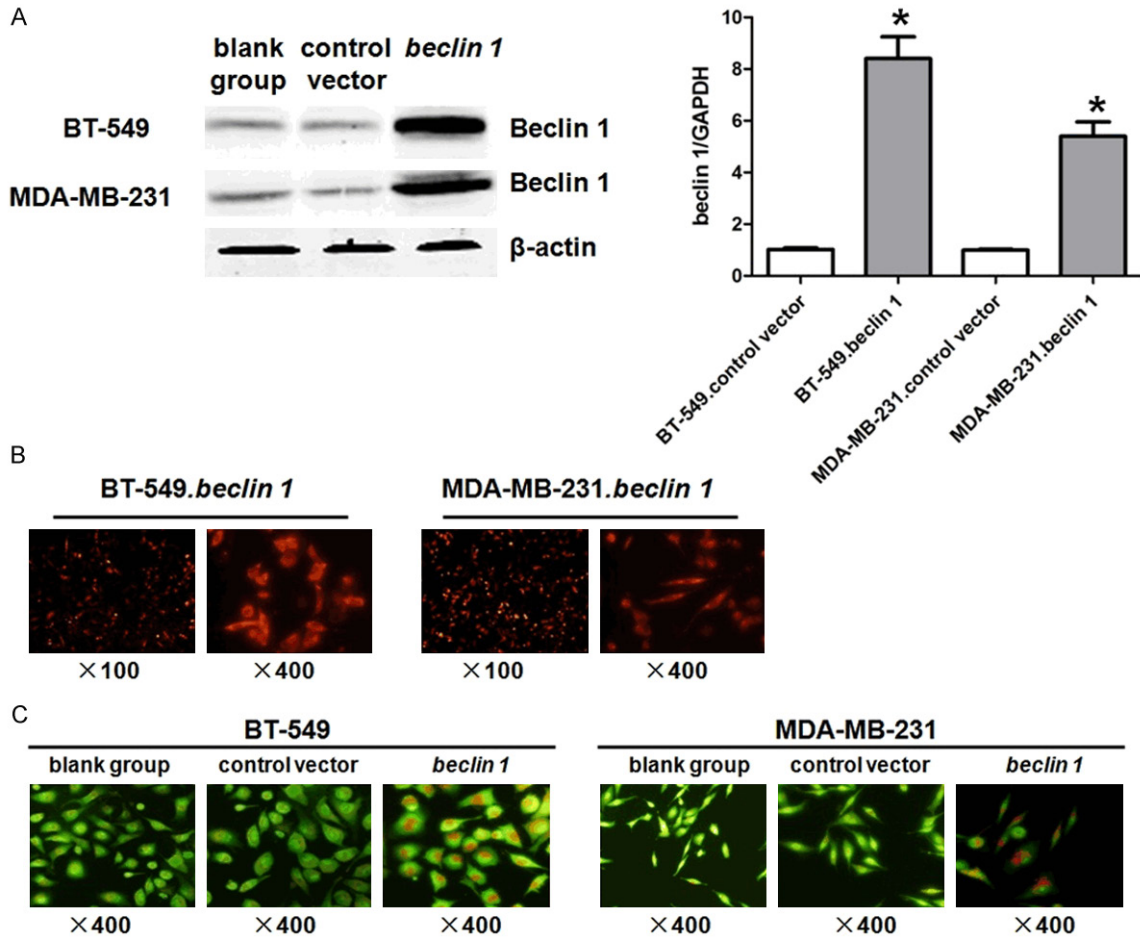 A
blank group
control vector
beclin 1
BT-549
Beclin 1
MDA-MB-231
Beclin 1
β-actin
beclin 1/GAPDH
10
8
6
4
2
0
*
*
BT-549.control vector
BT-549.beclin 1
MDA-MB-231.control vector
MDA-MB-231.beclin 1
B
BT-549.beclin 1
MDA-MB-231.beclin 1
×100
×400
×100
×400
C
BT-549
MDA-MB-231
blank group
control vector
beclin 1
blank group
control vector
beclin 1
×400
×400
×400
×400
×400
×400